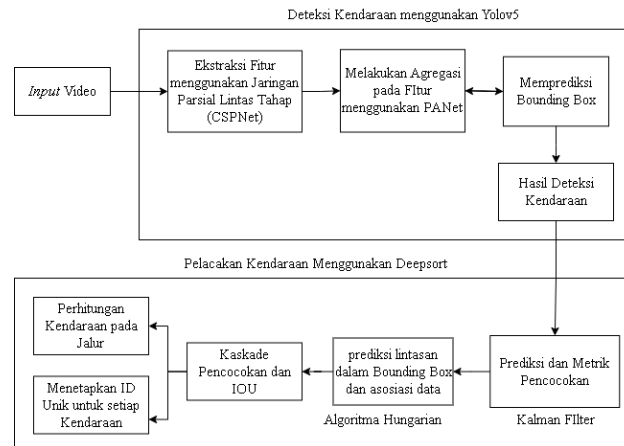 Deteksi Kendaraan menggunakan Yolov5
Input Video
Ekstraksi Fitur
menggunakan Jaringan
Parsial Lintas Tahap
(CSPNet)
Melakukan Agregasi
pada FItur
menggunakan PANet
Memprediksi
Bounding Box
Hasil Deteksi
Kendaraan
Pelacakan Kendaraan Menggunakan Deepsort
Perhitungan
Kendaraan pada
Jalur
Menetapkan ID
Unik untuk setiap
Kendaraan
Kaskade
Pencocokan dan
IOU
prediksi lintasan
dalam Bounding Box
dan asosiasi data
Algoritma Hungarian
Prediksi dan Metrik
Pencocokan
Kalman FIlter